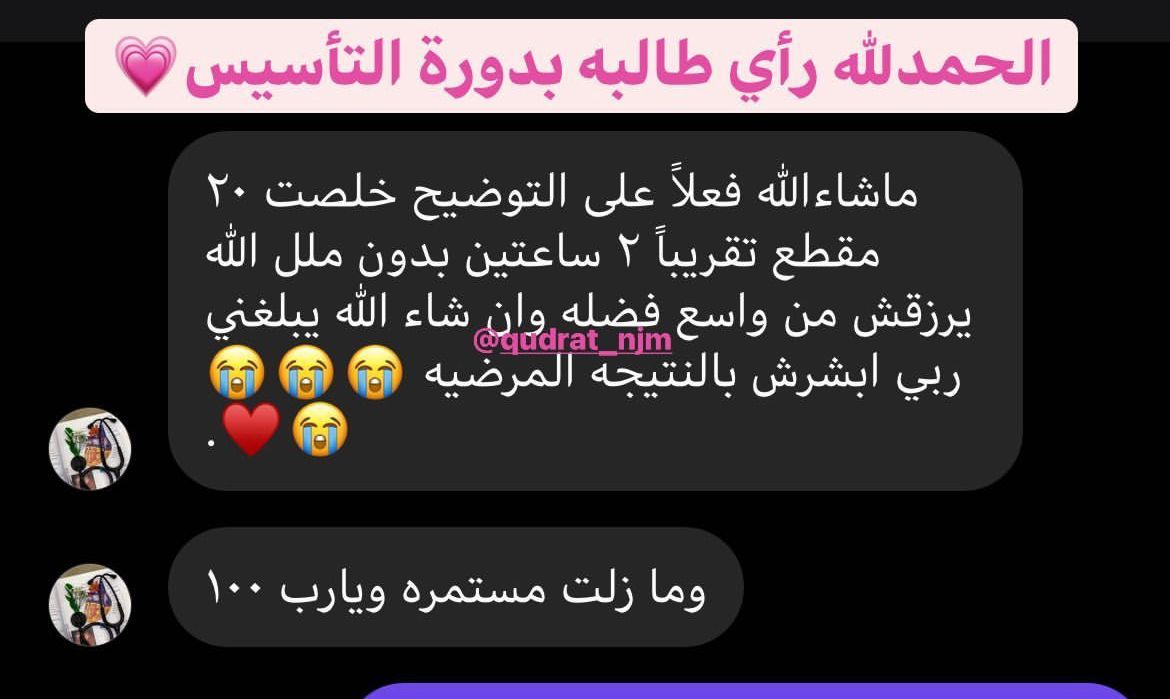 الحمدلله رأي طالبه بدورة التأسيس💗
ماشاءالله فعلاً على التوضيح خلصت ٢٠
مقطع تقريباً ٢ ساعتين بدون ملل الله
يرزقش من واسع فضله وان شاء الله يبلغني
@qudrat_njm
ربي ابشرش بالنتيجه المرضيه 😭😭😭
😭♥️.
وما زلت مستمره ويارب ١٠٠